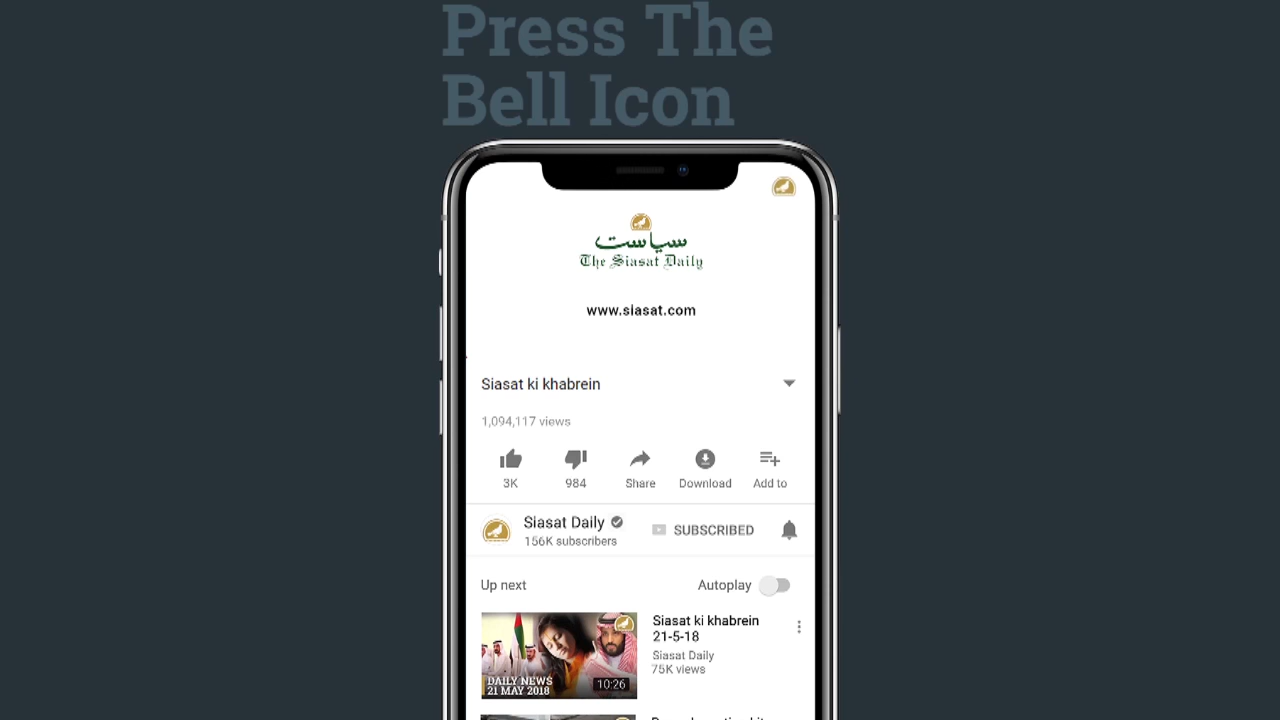 Press The
Bell Icon
سیاست
The Siasat Daily
www.siasat.com
Siasat ki khabrein
1,094,117 views
3K
984
Share
Download
Add to
Siasat Daily
156K subscribers
SUBSCRIBED
Up next
Autoplay
Siasat ki khabrein
21-5-18
Siasat Daily
75K views
DAILY NEWS
21 MAY 2018
10:26